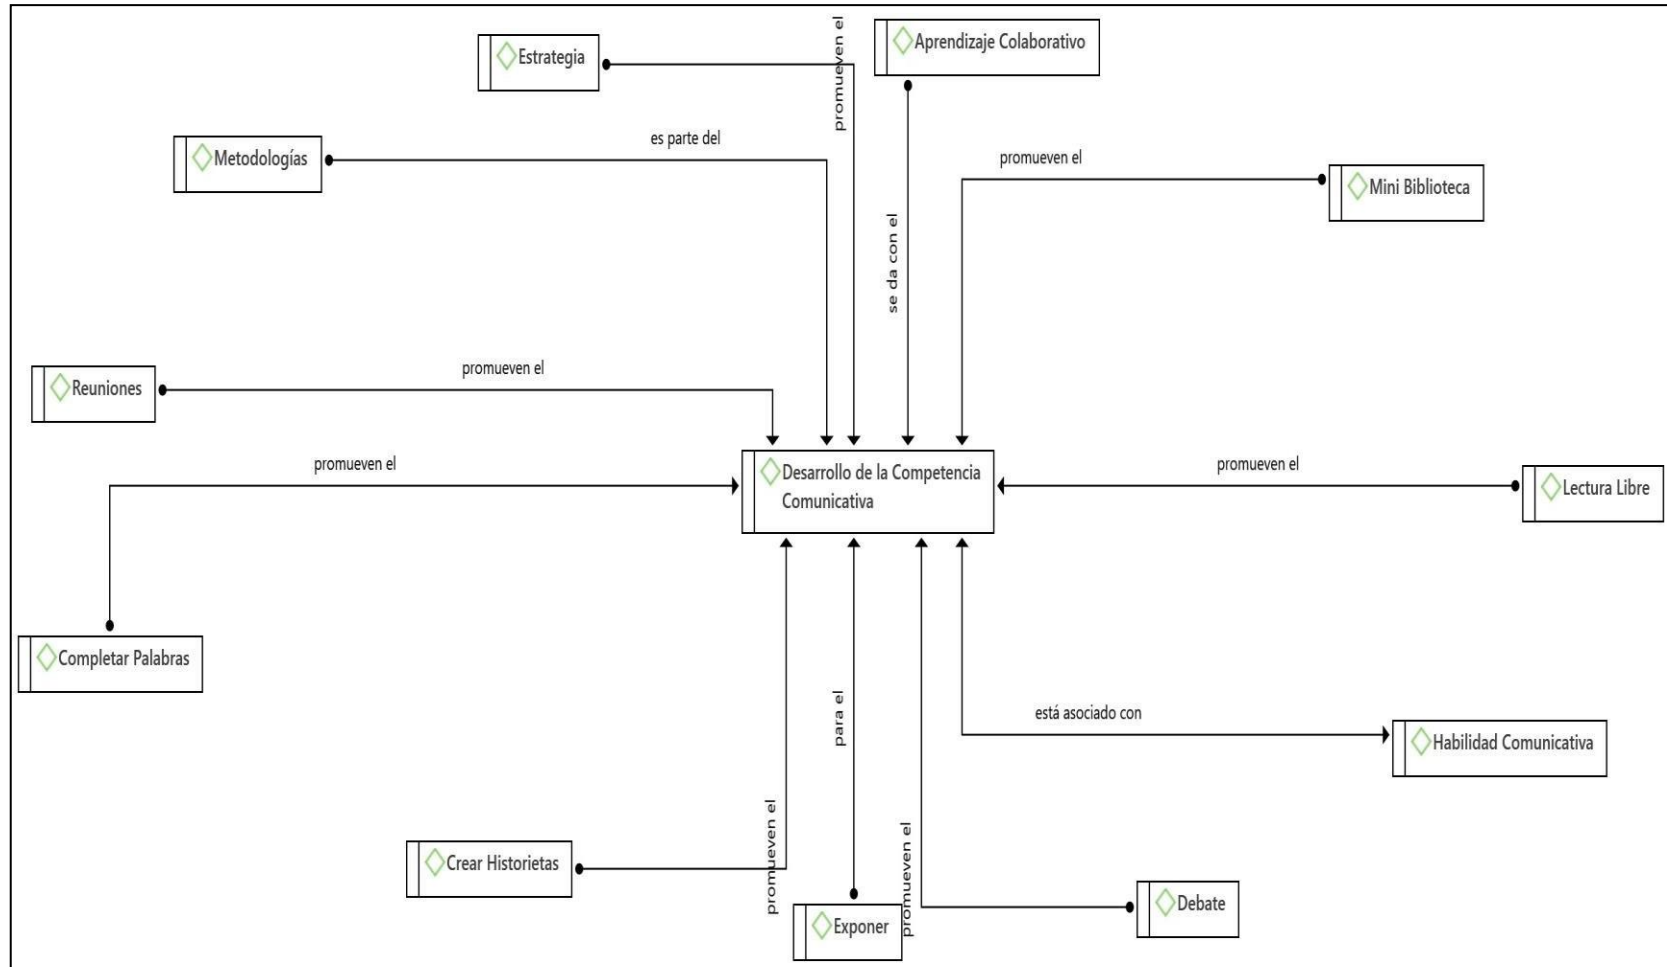 promueven el
Estrategia
Aprendizaje Colaborativo
Metodologías
es parte del
promueven el
Mini Biblioteca
se da con el
Reuniones
promueven el
promueven el
Desarrollo de la Competencia
Comunicativa
promueven el
Lectura Libre
Completar Palabras
para el
está asociado con
Habilidad Comunicativa
Crear Historietas
promueven el
Exponer
promueven el
Debate